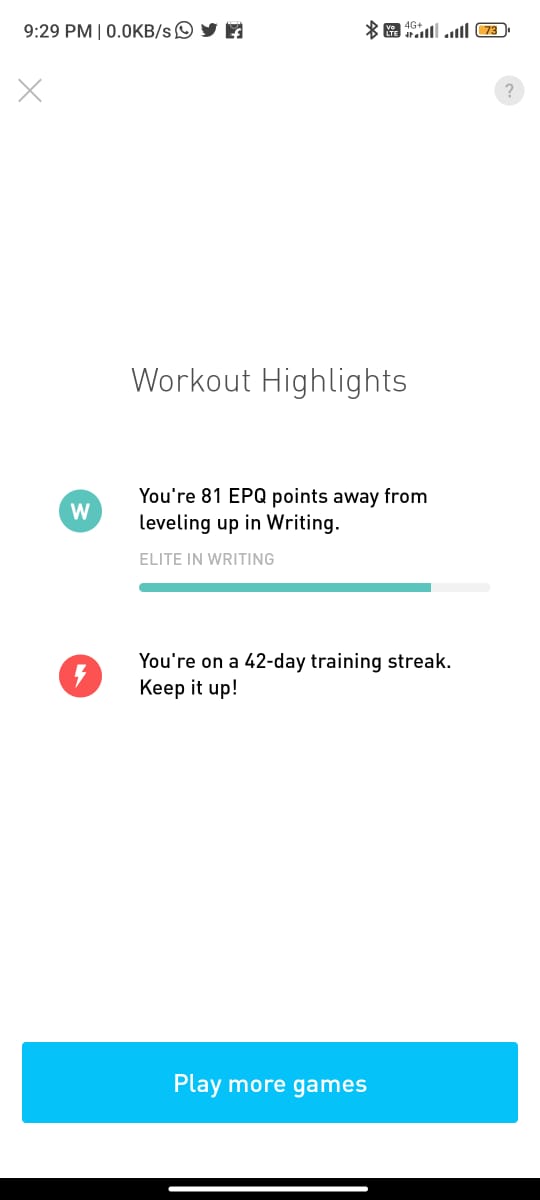 9:29 PM | 0.0KB/s
Vo LTE 4G+ 73
?
Workout Highlights
W
You're 81 EPQ points away from
leveling up in Writing.
ELITE IN WRITING
You're on a 42-day training streak.
Keep it up!
Play more games